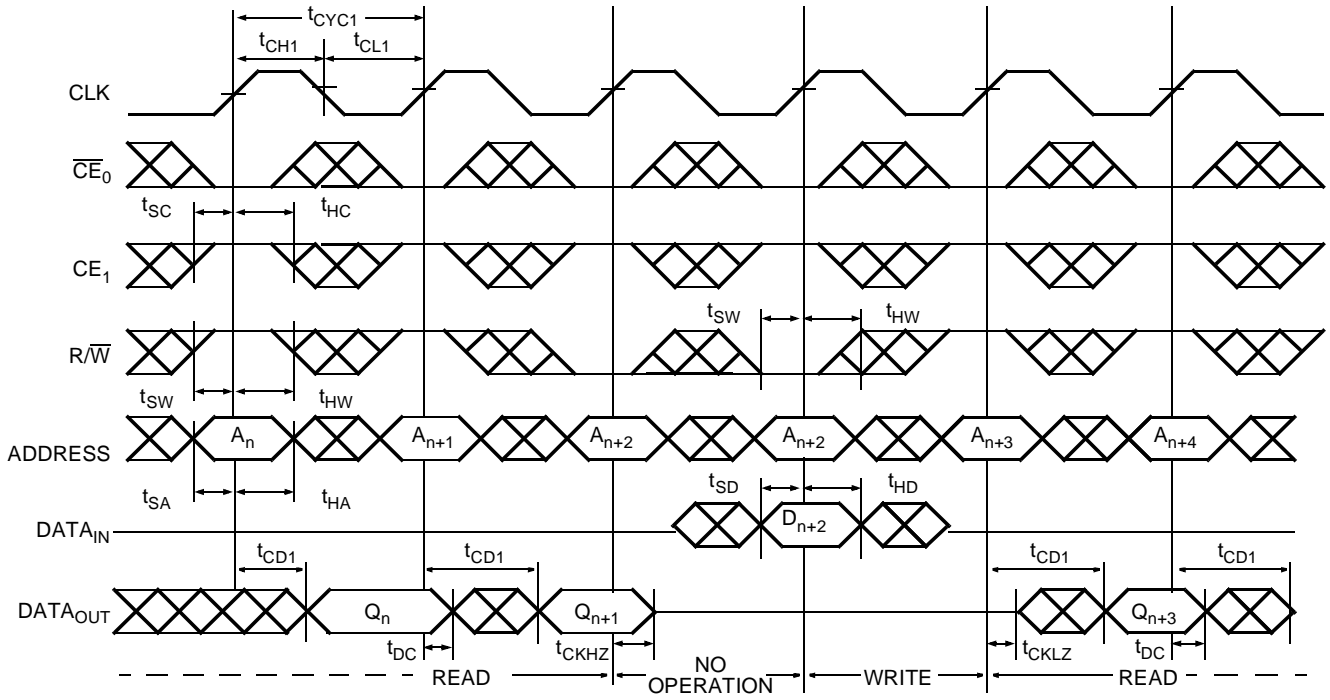 tCYC1
tCH1 tCL1
CLK
CE0
tSC tHC
CE1
tSW tHW
R/W
tSW tHW
ADDRESS An An+1 An+2 An+2 An+3 An+4
tSA tHA tSD tHD
DATAIN Dn+2
tCD1 tCD1 tCD1 tCD1
DATAOUT Qn Qn+1 Qn+3
tDC tCKHZ tCKLZ tDC
READ NO OPERATION WRITE READ